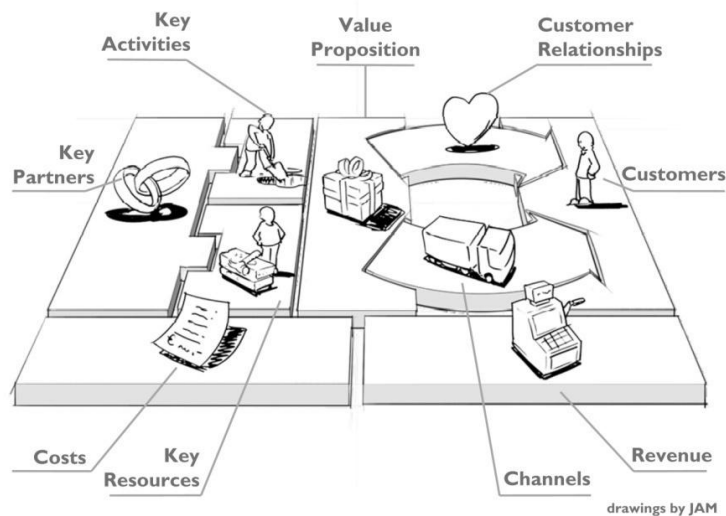 Key
Activities
Value
Proposition
Customer
Relationships
Key
Partners
Customers
Costs
Key
Resources
Channels
Revenue
drawings by JAM